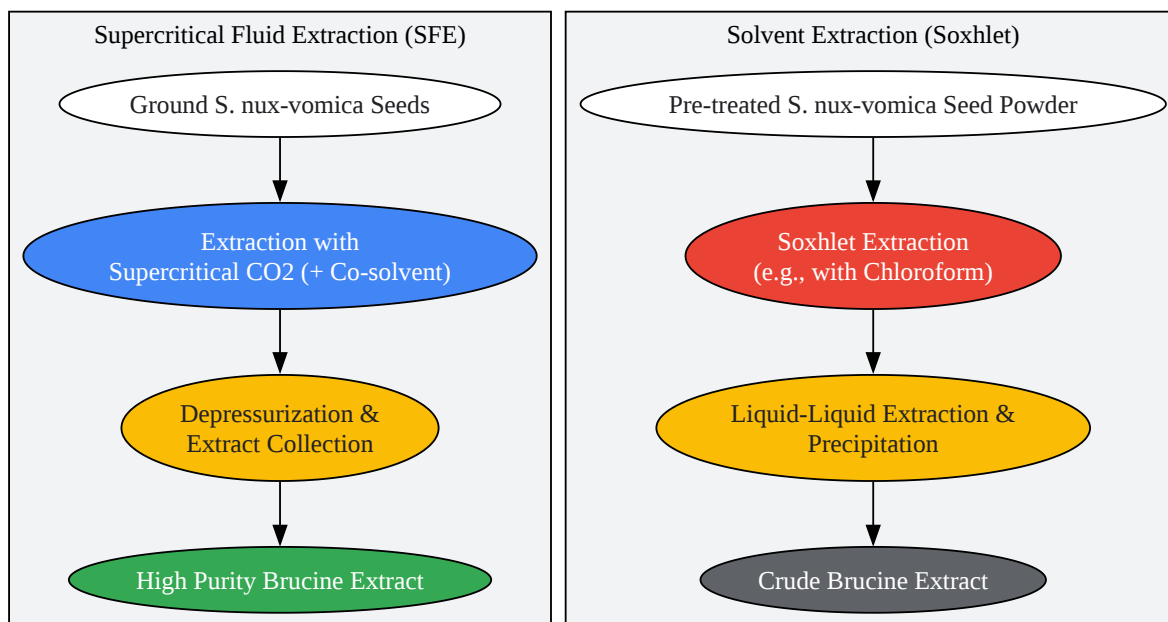 Supercritical Fluid Extraction (SFE)
Ground S. nux-vomica Seeds
Extraction with
Supercritical CO2 (+ Co-solvent)
Depressurization &
Extract Collection
High Purity Brucine Extract
Solvent Extraction (Soxhlet)
Pre-treated S. nux-vomica Seed Powder
Soxhlet Extraction
(e.g., with Chloroform)
Liquid-Liquid Extraction &
Precipitation
Crude Brucine Extract